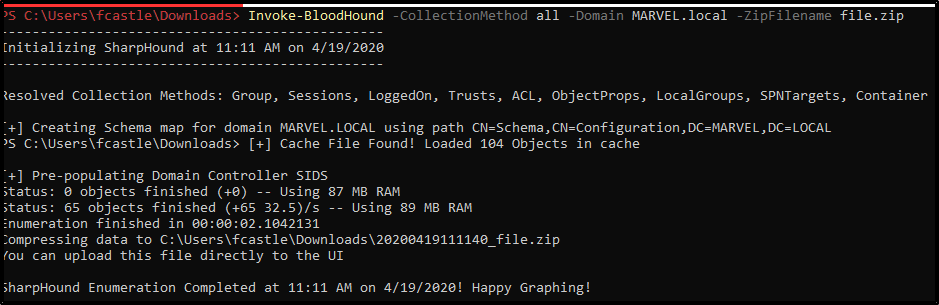 PS C:\Users\fcastle\Downloads> Invoke-BloodHound -CollectionMethod all -Domain MARVEL.local -ZipFilename file.zip
------------------------------------------------
Initializing SharpHound at 11:11 AM on 4/19/2020
------------------------------------------------
Resolved Collection Methods: Group, Sessions, LoggedOn, Trusts, ACL, ObjectProps, LocalGroups, SPNTargets, Container
[+] Creating Schema map for domain MARVEL.LOCAL using path CN=Schema,CN=Configuration,DC=MARVEL,DC=LOCAL
PS C:\Users\fcastle\Downloads> [+] Cache File Found! Loaded 104 Objects in cache
[+] Pre-populating Domain Controller SIDS
Status: 0 objects finished (+0) -- Using 87 MB RAM
Status: 65 objects finished (+65 32.5)/s -- Using 89 MB RAM
Enumeration finished in 00:00:02.1042131
Compressing data to C:\Users\fcastle\Downloads\20200419111140_file.zip
You can upload this file directly to the UI
SharpHound Enumeration Completed at 11:11 AM on 4/19/2020! Happy Graphing!